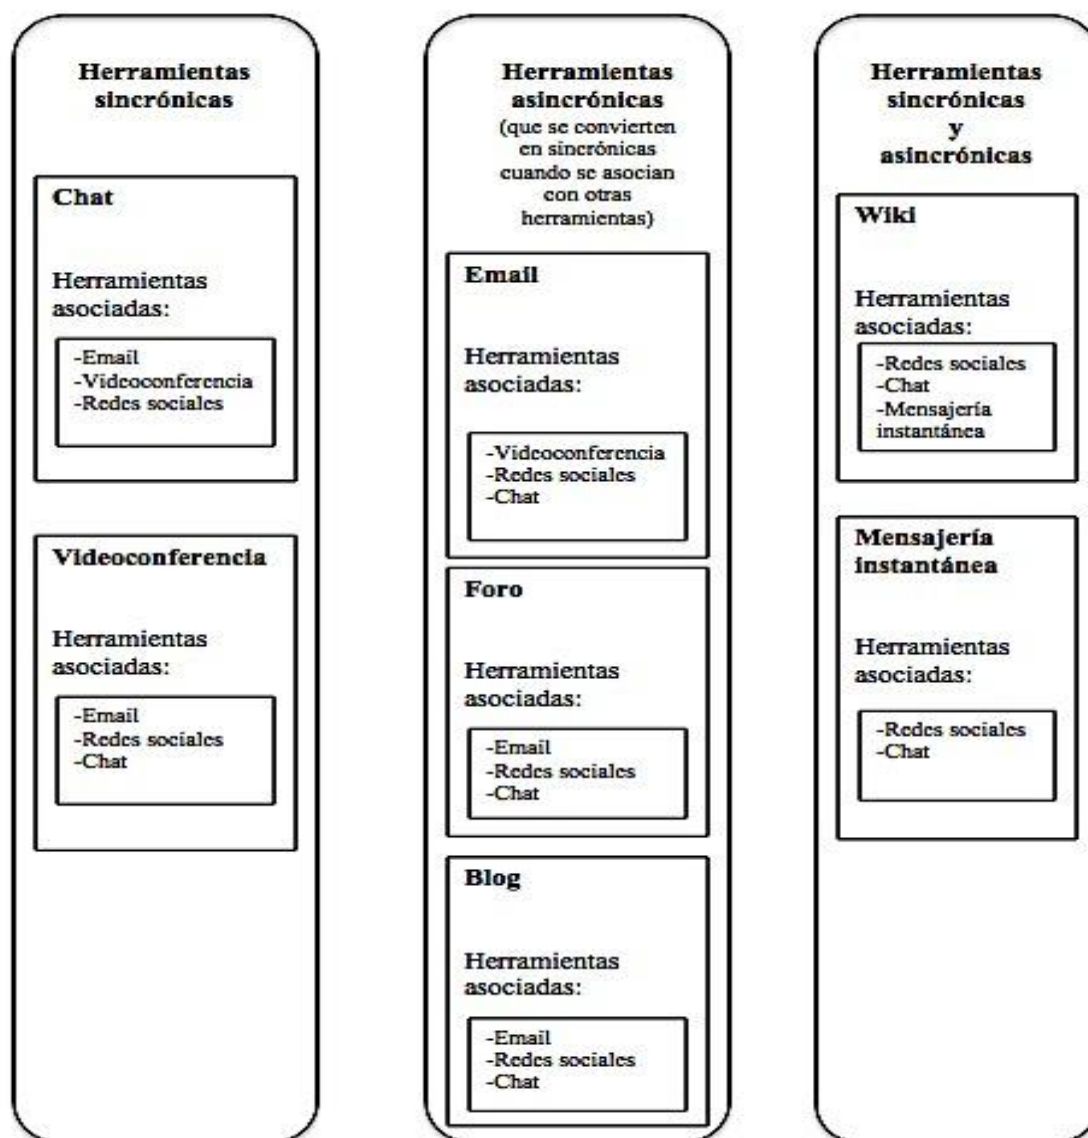 Herramientas
sincrónicas
Chat
Herramientas
asociadas:
-Email
-Videoconferencia
-Redes sociales
Videoconferencia
Herramientas
asociadas:
-Email
-Redes sociales
-Chat
Herramientas
asincrónicas
(que se convierten
en sincrónicas
cuando se asocian
con otras
herramientas)
Email
Herramientas
asociadas:
-Videoconferencia
-Redes sociales
-Chat
Foro
Herramientas
asociadas:
-Email
-Redes sociales
-Chat
Blog
Herramientas
asociadas:
-Email
-Redes sociales
-Chat
Herramientas
sincrónicas
y
asincrónicas
Wiki
Herramientas
asociadas:
-Redes sociales
-Chat
-Mensajería
instantánea
Mensajería
instantánea
Herramientas
asociadas:
-Redes sociales
-Chat